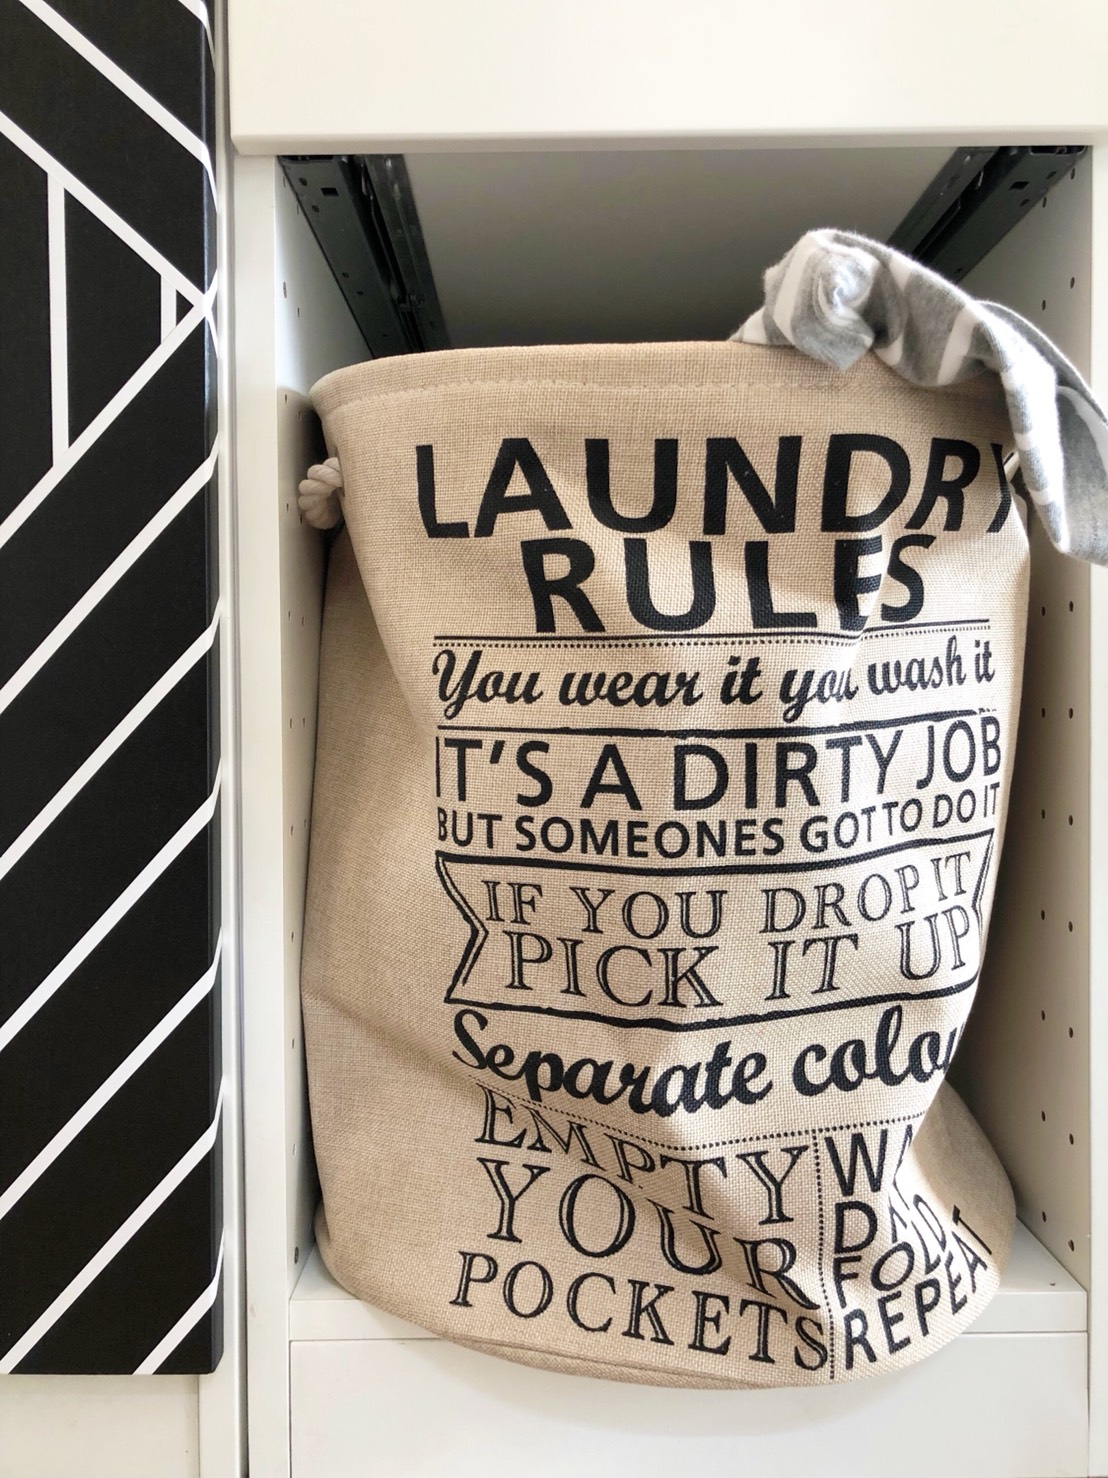 LAUNDRY
RULES
You wear it you wash it
IT'S A DIRTY JOB
BUT SOMEONES GOT TO DO IT
IF YOU DROP IT
PICK IT UP
Separate
EMPTY
YOUR
POCKETS
FOLD
REPEAT